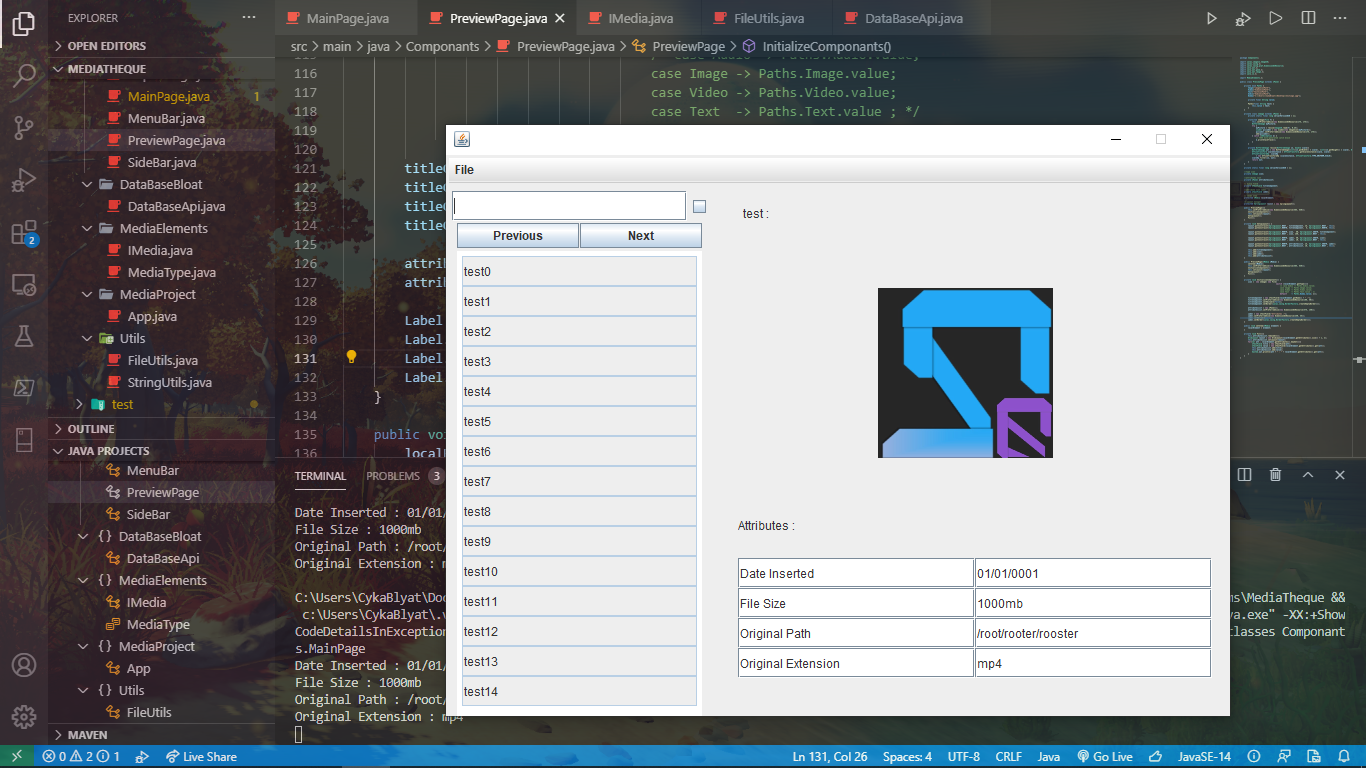 EXPLORER
MainPage.java
PreviewPage.java
IMedia.java
FileUtils.java
DataBaseApi.java
OPEN EDITORS
src > main > java > Componants > PreviewPage.java > PreviewPage > InitializeComponants()
MEDIATHEQUE
MainPage.java 1
MenuBar.java
PreviewPage.java
SideBar.java
DataBaseBloat
DataBaseApi.java
MediaElements
IMedia.java
MediaType.java
MediaProject
App.java
Utils
FileUtils.java
StringUtils.java
test
OUTLINE
JAVA PROJECTS
MenuBar
PreviewPage
SideBar
{} DataBaseBloat
DataBaseApi
{} MediaElements
IMedia
MediaType
{} MediaProject
App
{} Utils
FileUtils
MAVEN
2
116 case Image -> Paths.Image.value;
117 case Video -> Paths.Video.value;
118 case Text -> Paths.Text.value ; */
119
120
121
122
123
124
125
126
127
128
129 Label
130 Label
131 Label
132 Label
133 }
134
135 public
136
File
Previous
Next
test0
test1
test2
test3
test4
test5
test6
test7
test8
test9
test10
test11
test12
test13
test14
test :
Attributes :
Date Inserted 01/01/0001
File Size 1000mb
Original Path /root/rooter/rooster
Original Extension mp4
TERMINAL
PROBLEMS 3
Date Inserted : 01/01/
File Size : 1000mb
Original Path : /root/
Original Extension : m
C:\Users\CykaBlyat\Doc
ms\MediaTheque &&
c:\Users\CykaBlyat\.v
va.exe" -XX:+Show
CodeDetailsInException
classes Componant
s.MainPage
Date Inserted : 01/01/
File Size : 1000mb
Original Path : /root/
Original Extension : mp4
0 2 1
Live Share
Ln 131, Col 26
Spaces: 4
UTF-8
CRLF
Java
Go Live
JavaSE-14